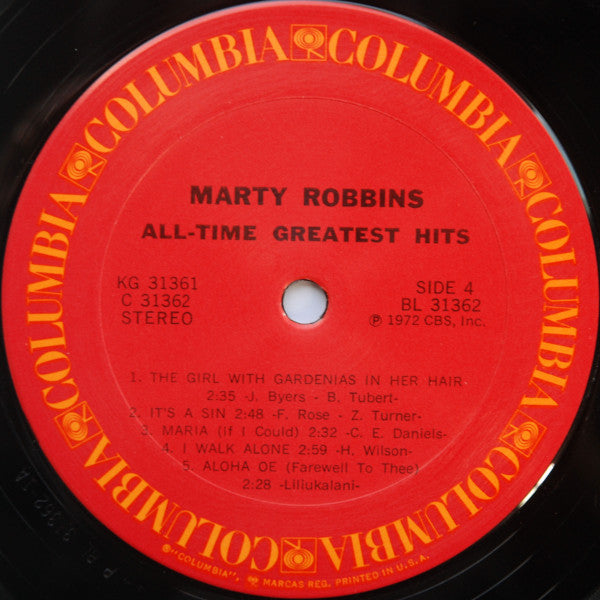 COLUMBIA COLUMBIA COLUMBIA COLUMBIA COLUMBIA COLUMBIA
MARTY ROBBINS
ALL-TIME GREATEST HITS
KG 31361
C 31362
STEREO
SIDE 4
BL 31362
Ⓟ 1972 CBS, Inc.
1. THE GIRL WITH GARDENIAS IN HER HAIR
2:35 -J. Byers - B. Tubert-
2. IT'S A SIN 2:48 -F. Rose - Z. Turner-
3. MARIA (If I Could) 2:32 -C. E. Daniels-
4. I WALK ALONE 2:59 -H. Wilson-
5. ALOHA OE (Farewell To Thee)
2:28 -Liliukalani-
®"COLUMBIA", MARCAS REG. PRINTED IN U.S.A.